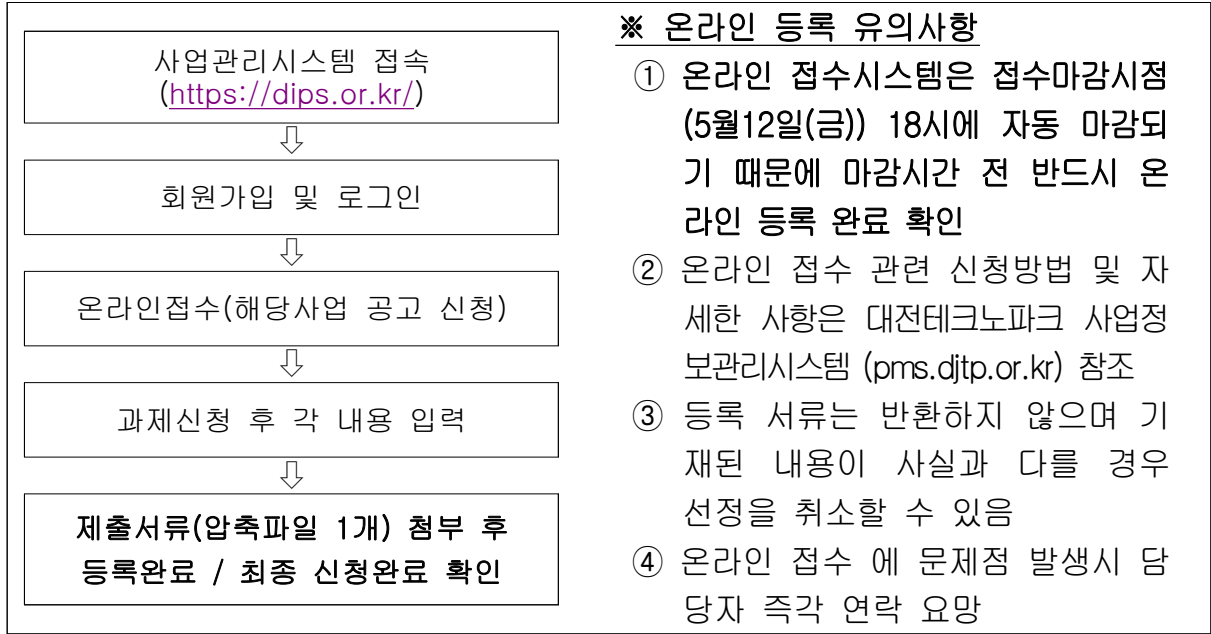 사업관리시스템 접속
(https://dips.or.kr/)
⇩
회원가입 및 로그인
⇩
온라인접수(해당사업 공고 신청)
⇩
과제신청 후 각 내용 입력
⇩
제출서류(압축파일 1개) 첨부 후
등록완료 / 최종 신청완료 확인
※ 온라인 등록 유의사항
① 온라인 접수시스템은 접수마감시점
(5월12일(금)) 18시에 자동 마감되
기 때문에 마감시간 전 반드시 온
라인 등록 완료 확인
② 온라인 접수 관련 신청방법 및 자
세한 사항은 대전테크노파크 사업정
보관리시스템 (pms.djtp.or.kr) 참조
③ 등록 서류는 반환하지 않으며 기
재된 내용이 사실과 다를 경우
선정을 취소할 수 있음
④ 온라인 접수 에 문제점 발생시 담
당자 즉각 연락 요망